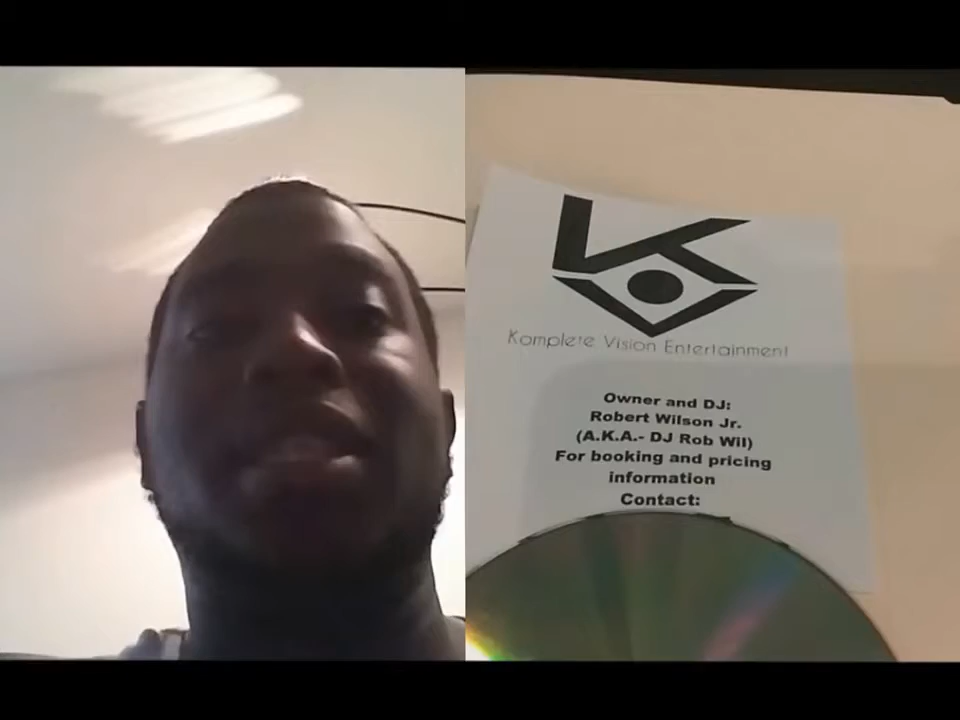 Komplete Vision Entertainment
Owner and DJ:
Robert Wilson Jr.
(A.K.A.- DJ Rob Wil)
For booking and pricing
information
Contact: